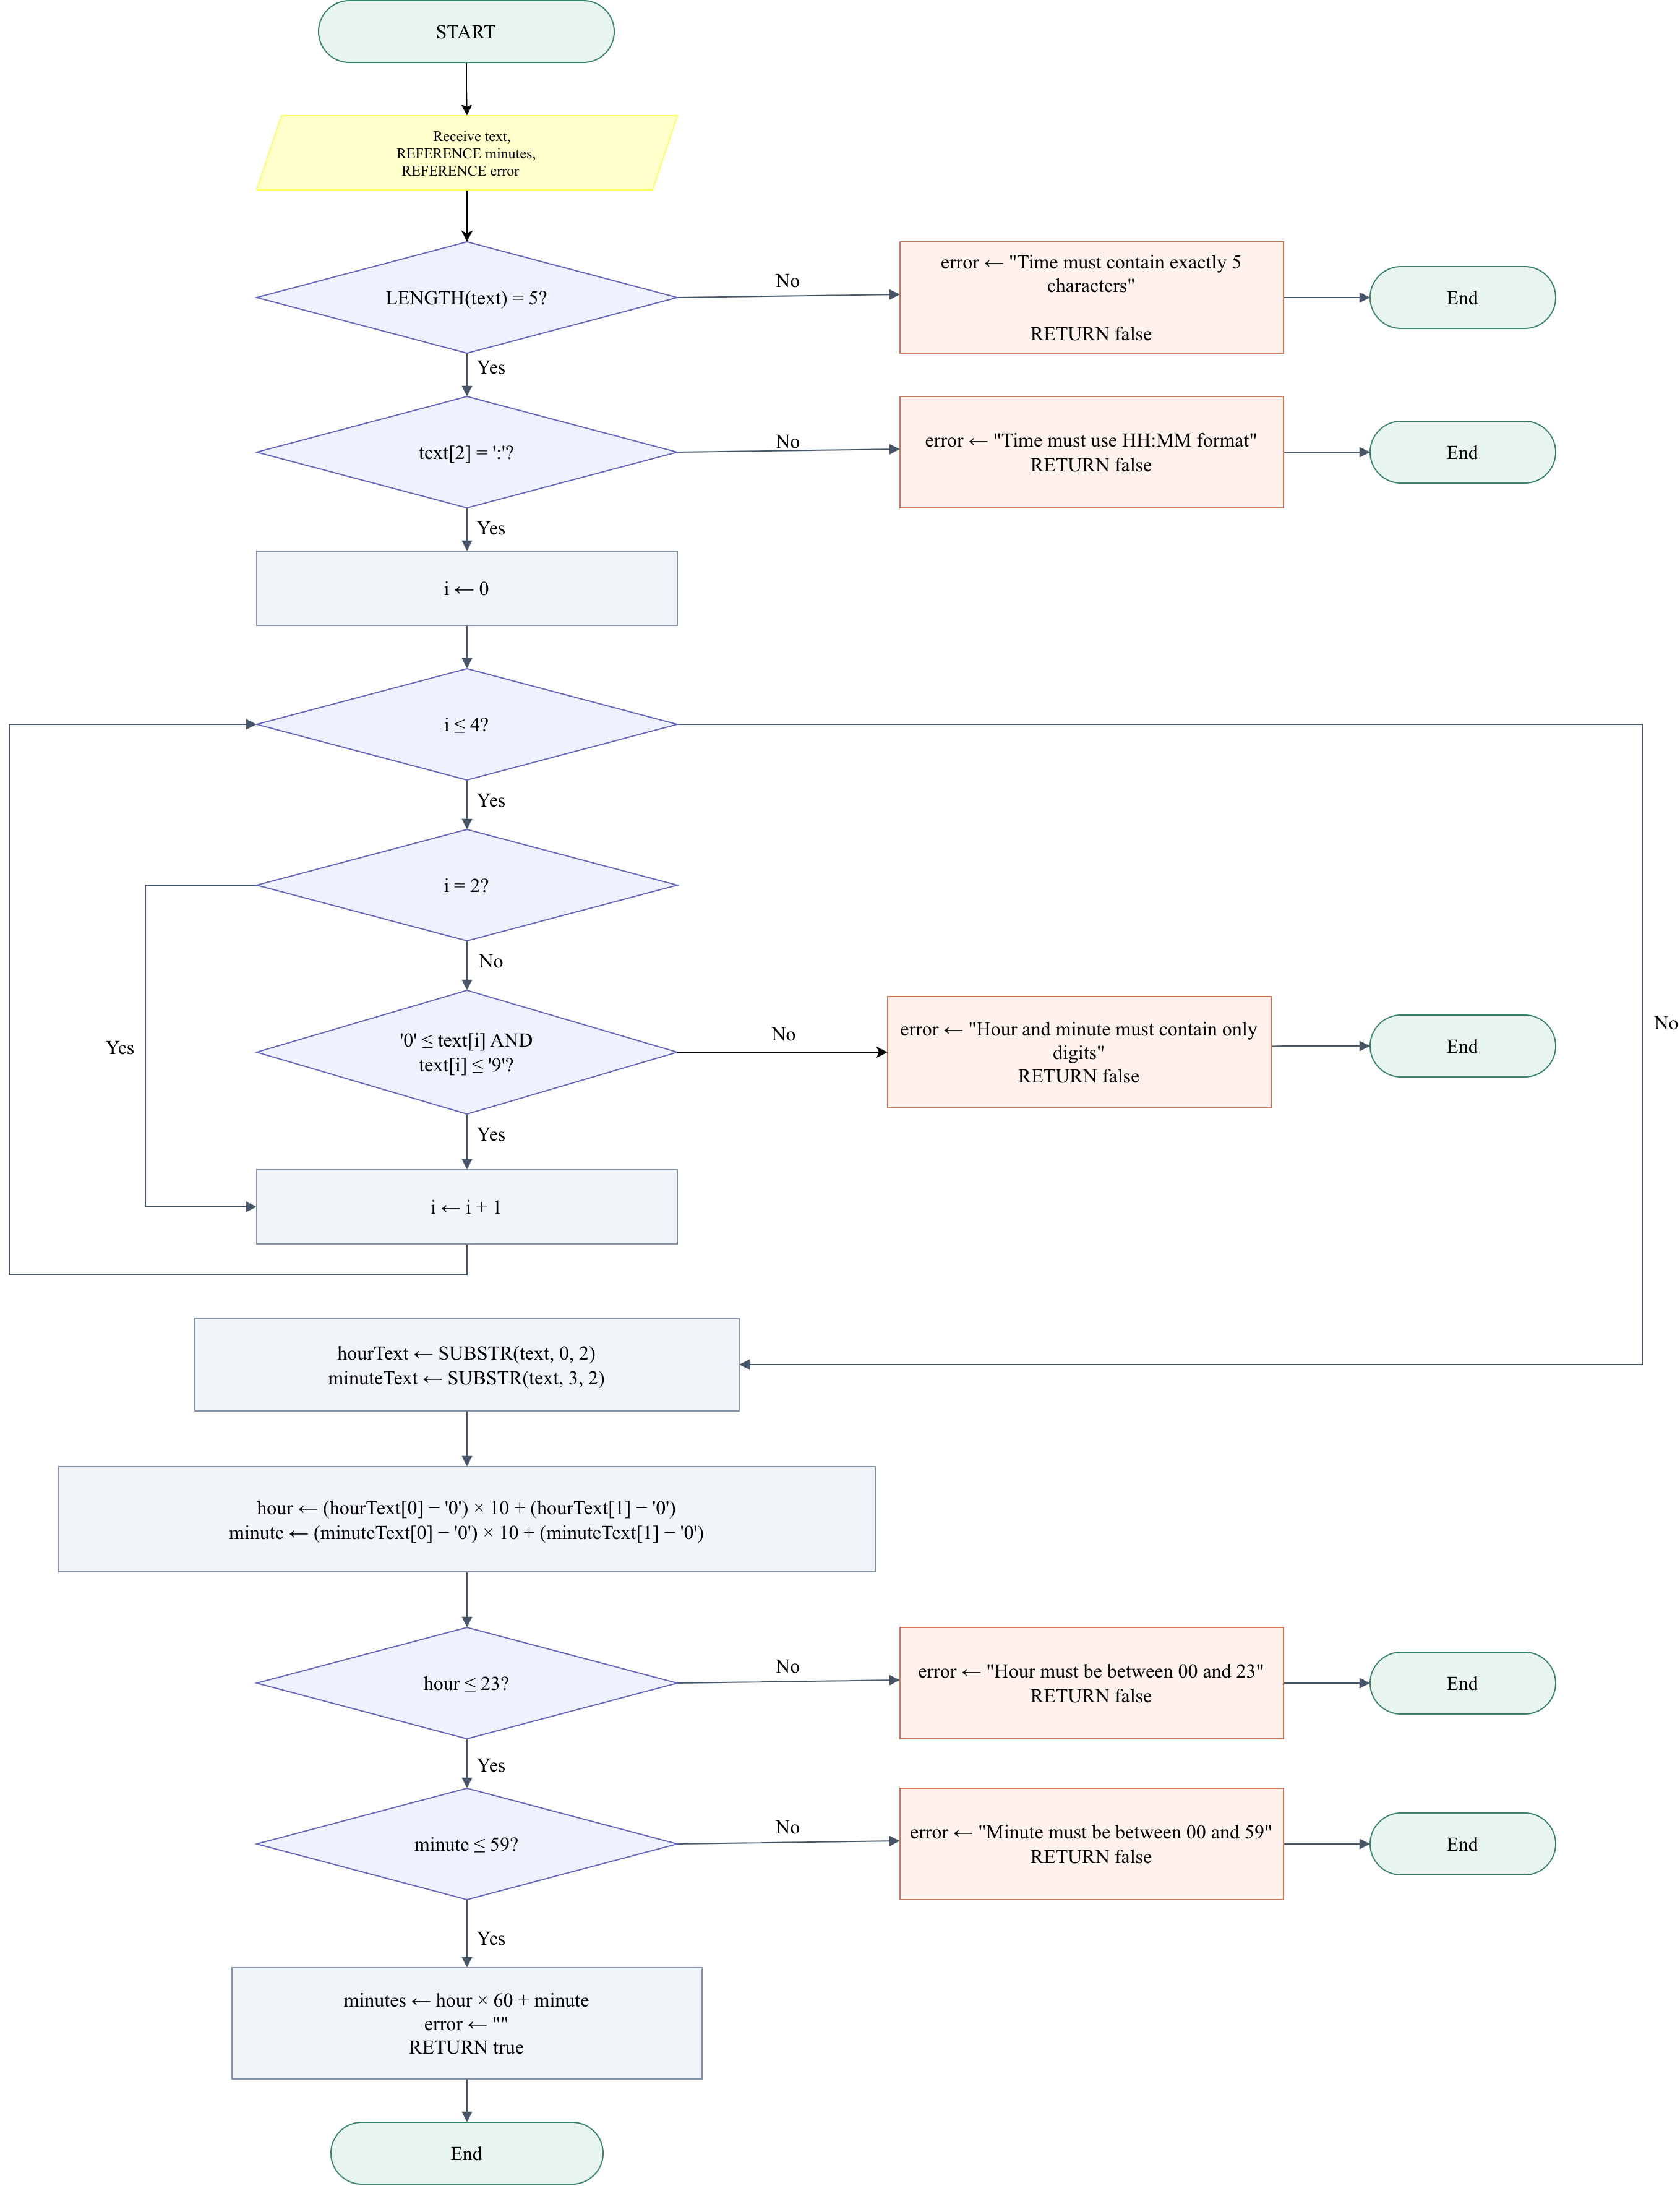 START
Receive text,
REFERENCE minutes,
REFERENCE error
LENGTH(text) = 5?
No
error ← "Time must contain exactly 5
characters"
RETURN false
End
Yes
text[2] = ':'?
No
error ← "Time must use HH:MM format"
RETURN false
End
Yes
i ← 0
i ≤ 4?
Yes
i = 2?
No
No
Yes
'0' ≤ text[i] AND
text[i] ≤ '9'?
No
error ← "Hour and minute must contain only
digits"
RETURN false
End
Yes
i ← i + 1
hourText ← SUBSTR(text, 0, 2)
minuteText ← SUBSTR(text, 3, 2)
hour ← (hourText[0] − '0') × 10 + (hourText[1] − '0')
minute ← (minuteText[0] − '0') × 10 + (minuteText[1] − '0')
hour ≤ 23?
No
error ← "Hour must be between 00 and 23"
RETURN false
End
Yes
minute ≤ 59?
No
error ← "Minute must be between 00 and 59"
RETURN false
End
Yes
minutes ← hour × 60 + minute
error ← ""
RETURN true
End